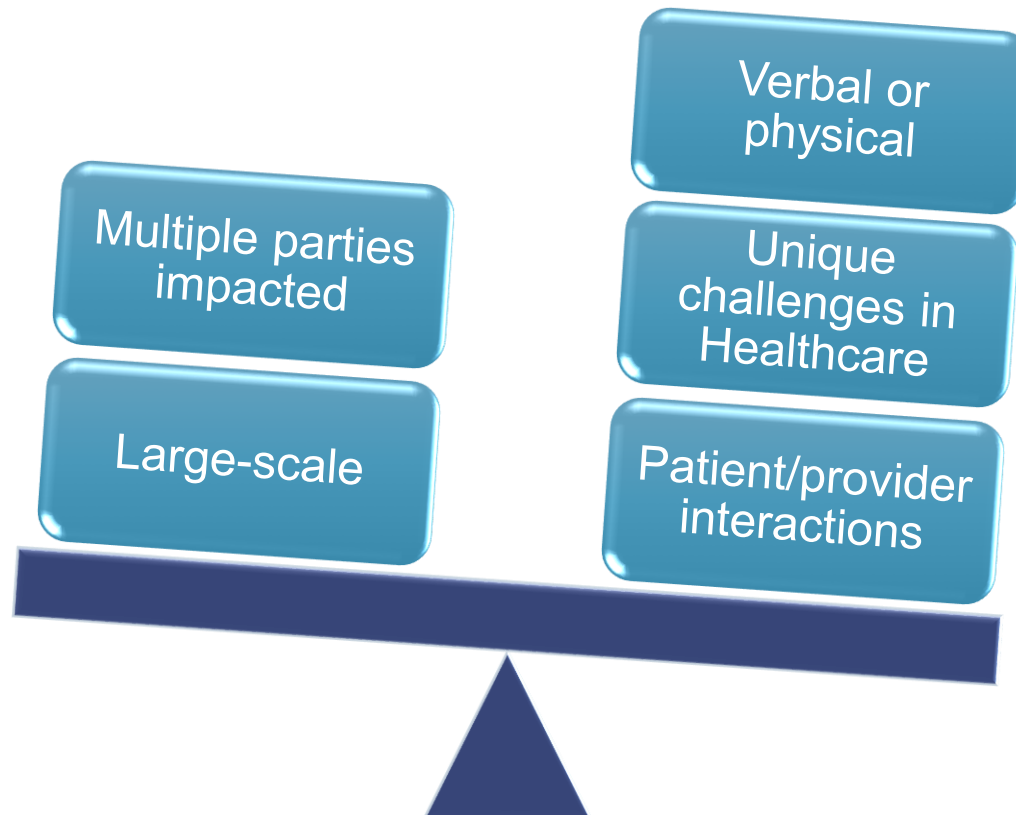 Multiple parties
impacted
Large-scale
Verbal or
physical
Unique
challenges in
Healthcare
Patient/provider
interactions